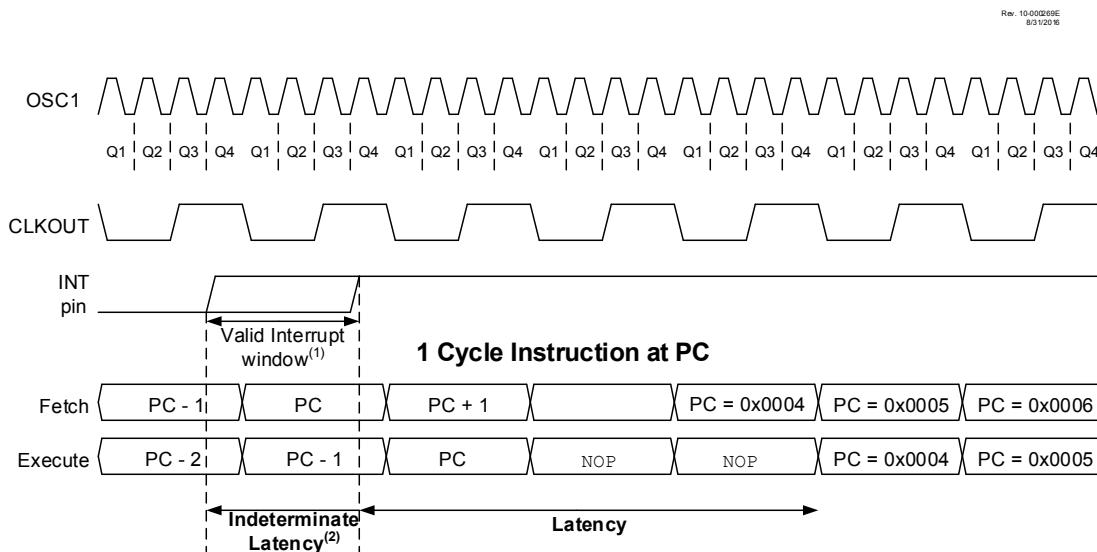 Rev. 10-000269E
8/31/2016
OSC1
Q1 Q2 Q3 Q4 Q1 Q2 Q3 Q4 Q1 Q2 Q3 Q4 Q1 Q2 Q3 Q4 Q1 Q2 Q3 Q4 Q1 Q2 Q3 Q4 Q1 Q2 Q3 Q4
CLKOUT
INT
pin
Valid Interrupt
window(1)
1 Cycle Instruction at PC
Fetch PC - 1 PC PC + 1 PC = 0x0004 PC = 0x0005 PC = 0x0006
Execute PC - 2 PC - 1 PC NOP NOP PC = 0x0004 PC = 0x0005
Indeterminate
Latency(2)
Latency